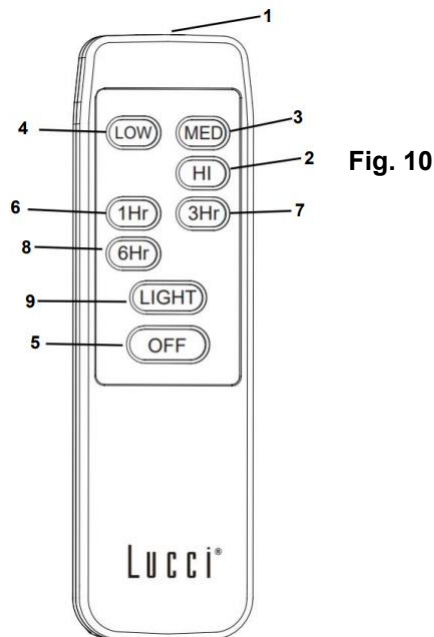 1
4 LOW MED 3
HI 2
Fig. 10
6 1Hr 3Hr 7
8 6Hr
9 LIGHT
5 OFF
Lucci®